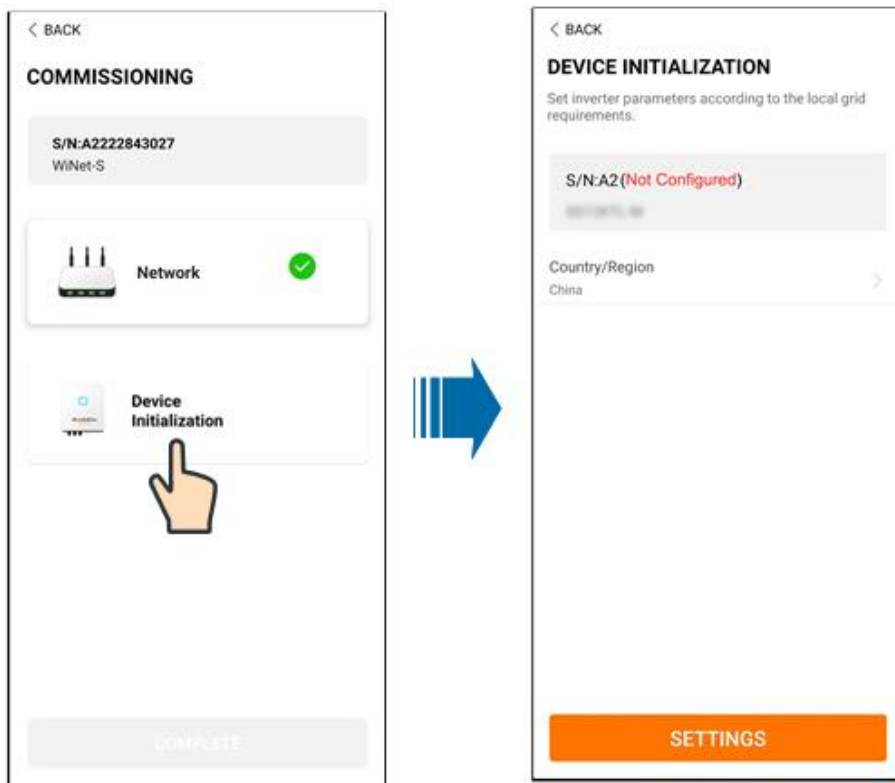 < BACK
COMMISSIONING
S/N:A2222843027
WiNet-S
Network
Device
Initialization
COMPLETE
< BACK
DEVICE INITIALIZATION
Set inverter parameters according to the local grid
requirements.
S/N:A2(Not Configured)
Country/Region
China
SETTINGS